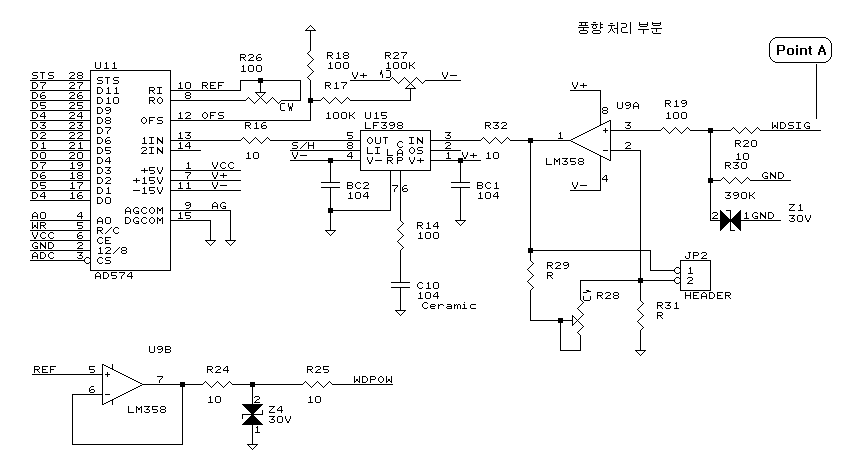 풍향 처리 부분
Point A
U11
STS 28 STS
D7 27 D11
D6 26 D10
D5 25 D9
D4 24 D8
D3 23 D7
D2 22 D6
D1 21 D5
D0 20 D4
D7 19 D3
D6 18 D2
D5 17 D1
D4 16 D0
AO 4 AO
WR 5 R/C
VCC 6 CE
GND 2 12/8
ADC 3 CS
AD574
RI 10 REF
RO 8
OFS 12 OFS
1IN 13
2IN 14
+5V 1 VCC
+15V 7 V+
-15V 11 V-
AGCOM 9 AG
DGCOM 15
R26
100
CW
R18
100
R27
100K
V+
V-
R17
100K
R16
10
U15
LF398
5 OUT IN 3
S/H 8 LI C OS 2
V- 4 V- LA RP V+ 1 V+
7 6
BC2
104
BC1
104
R14
100
C10
104
Ceramic
R32
10
U9A
V+
8
1
+ 3
- 2
LM358
V-
4
R19
100
R20
10
WDSIG
R30
390K
GND
2 1 GND
Z1
30V
R29
R
CW
R28
R31
R
JP2
1
2
HEADER
U9B
REF 5 +
6 -
7
LM358
R24
10
R25
10
WDPOW
2
Z4
30V
1